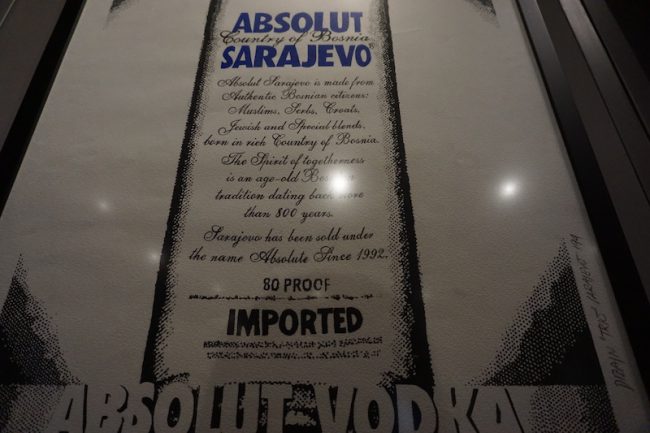 ABSOLUT
Country of Bosnia
SARAJEVO®
Absolut Sarajevo is made from
Authentic Bosnian citizens:
Muslims, Serbs, Croats,
Jewish and Special blends,
born in rich Country of Bosnia.
The Spirit of togetherness
is an age-old
tradition dating back more
than 800 years.
Sarajevo has been sold under
the name Absolute Since 1992.
80 PROOF
IMPORTED
ABSOLUT VODKA